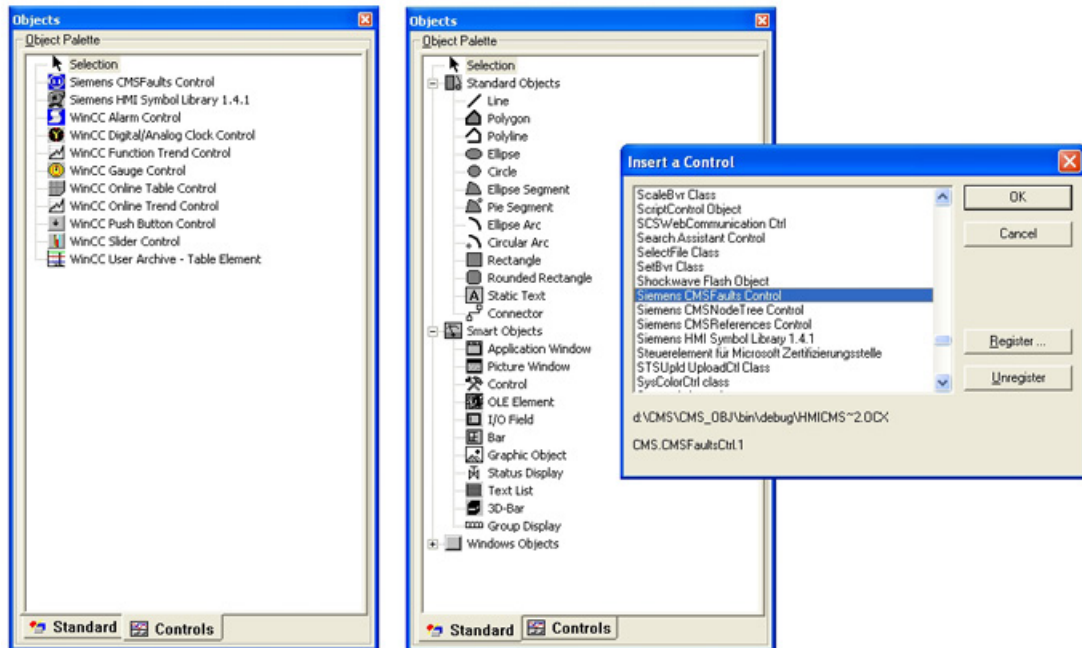 Objects
Object Palette
Selection
Siemens CMSFaults Control
Siemens HMI Symbol Library 1.4.1
WinCC Alarm Control
WinCC Digital/Analog Clock Control
WinCC Function Trend Control
WinCC Gauge Control
WinCC Online Table Control
WinCC Online Trend Control
WinCC Push Button Control
WinCC Slider Control
WinCC User Archive - Table Element
Standard Controls
Objects
Object Palette
Selection
Standard Objects
Line
Polygon
Polyline
Ellipse
Circle
Ellipse Segment
Pie Segment
Ellipse Arc
Circular Arc
Rectangle
Rounded Rectangle
Static Text
Connector
Smart Objects
Application Window
Picture Window
Control
OLE Element
I/O Field
Bar
Graphic Object
Status Display
Text List
3D-Bar
Group Display
Windows Objects
Standard Controls
Insert a Control
ScaleBvr Class
ScriptControl Object
SCSWebCommunication Ctrl
Search Assistant Control
SelectFile Class
SetBvr Class
Shockwave Flash Object
Siemens CMSFaults Control
Siemens CMSNodeTree Control
Siemens CMSReferences Control
Siemens HMI Symbol Library 1.4.1
Steuerelement für Microsoft Zertifizierungsstelle
STSUpld UploadCtl Class
SysColorCtrl class
OK
Cancel
Register ...
Unregister
d:\CMS\CMS_OBJ\bin\debug\HMICMS~2.OCX
CMS.CMSFaultsCtrl.1